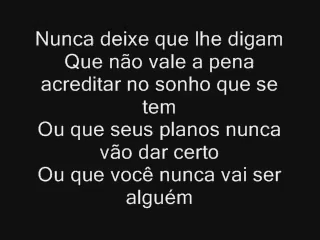 Nunca deixe que lhe digam
Que não vale a pena
acreditar no sonho que se
tem
Ou que seus planos nunca
vão dar certo
Ou que você nunca vai ser
alguém